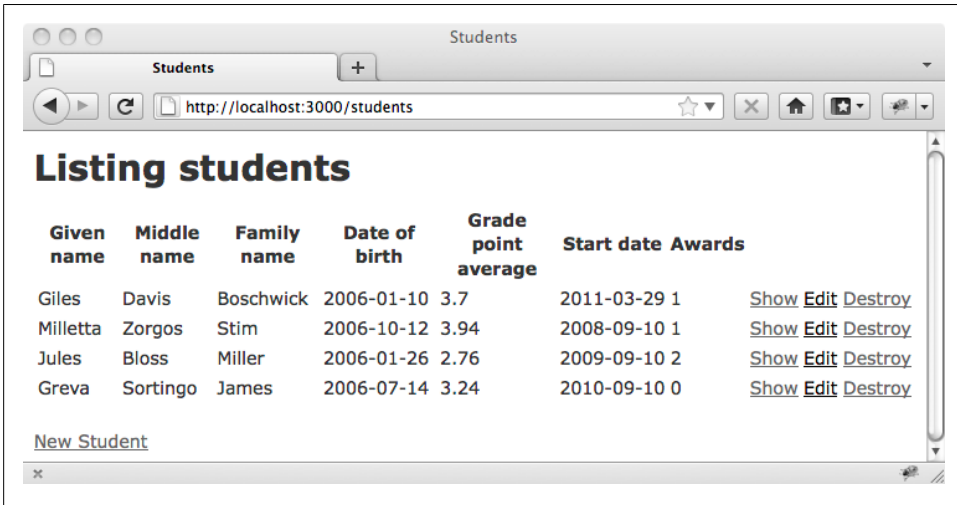 Students
Students
http://localhost:3000/students
Listing students
Given name Middle name Family name Date of birth Grade point average Start date Awards
Giles Davis Boschwick 2006-01-10 3.7 2011-03-29 1 Show Edit Destroy
Milletta Zorgos Stim 2006-10-12 3.94 2008-09-10 1 Show Edit Destroy
Jules Bloss Miller 2006-01-26 2.76 2009-09-10 2 Show Edit Destroy
Greva Sortingo James 2006-07-14 3.24 2010-09-10 0 Show Edit Destroy
New Student